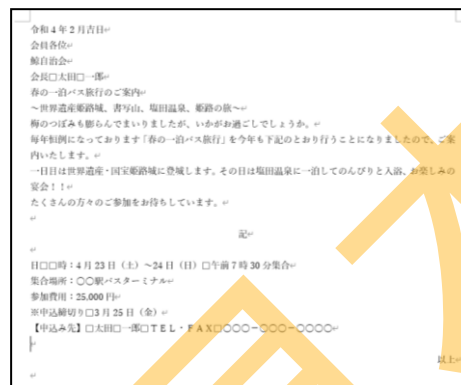 令和4年2月吉日
会員各位
鯨自治会
会長□太田□一郎
春の一泊バス旅行のご案内
～世界遺産姫路城、書写山、塩田温泉、姫路の旅～
梅のつぼみも膨らんでまいりましたが、いかがお過ごしでしょうか。
毎年恒例になっております「春の一泊バス旅行」を今年も下記のとおり行うことになりましたので、ご案
内いたします。
一日目は世界遺産・国宝姫路城に登城します。その日は塩田温泉に一泊してのんびりと入浴、お楽しみの
宴会！！
たくさんの方々のご参加をお待ちしています。
記
日□□時：4月23日（土）～24日（日）□午前7時30分集合
集合場所：〇〇駅バスターミナル
参加費用：25,000円
※申込締切り□3月25日（金）
【申込み先】□太田□一郎□ＴＥＬ・ＦＡＸ□〇〇〇－〇〇〇－〇〇〇〇
以上